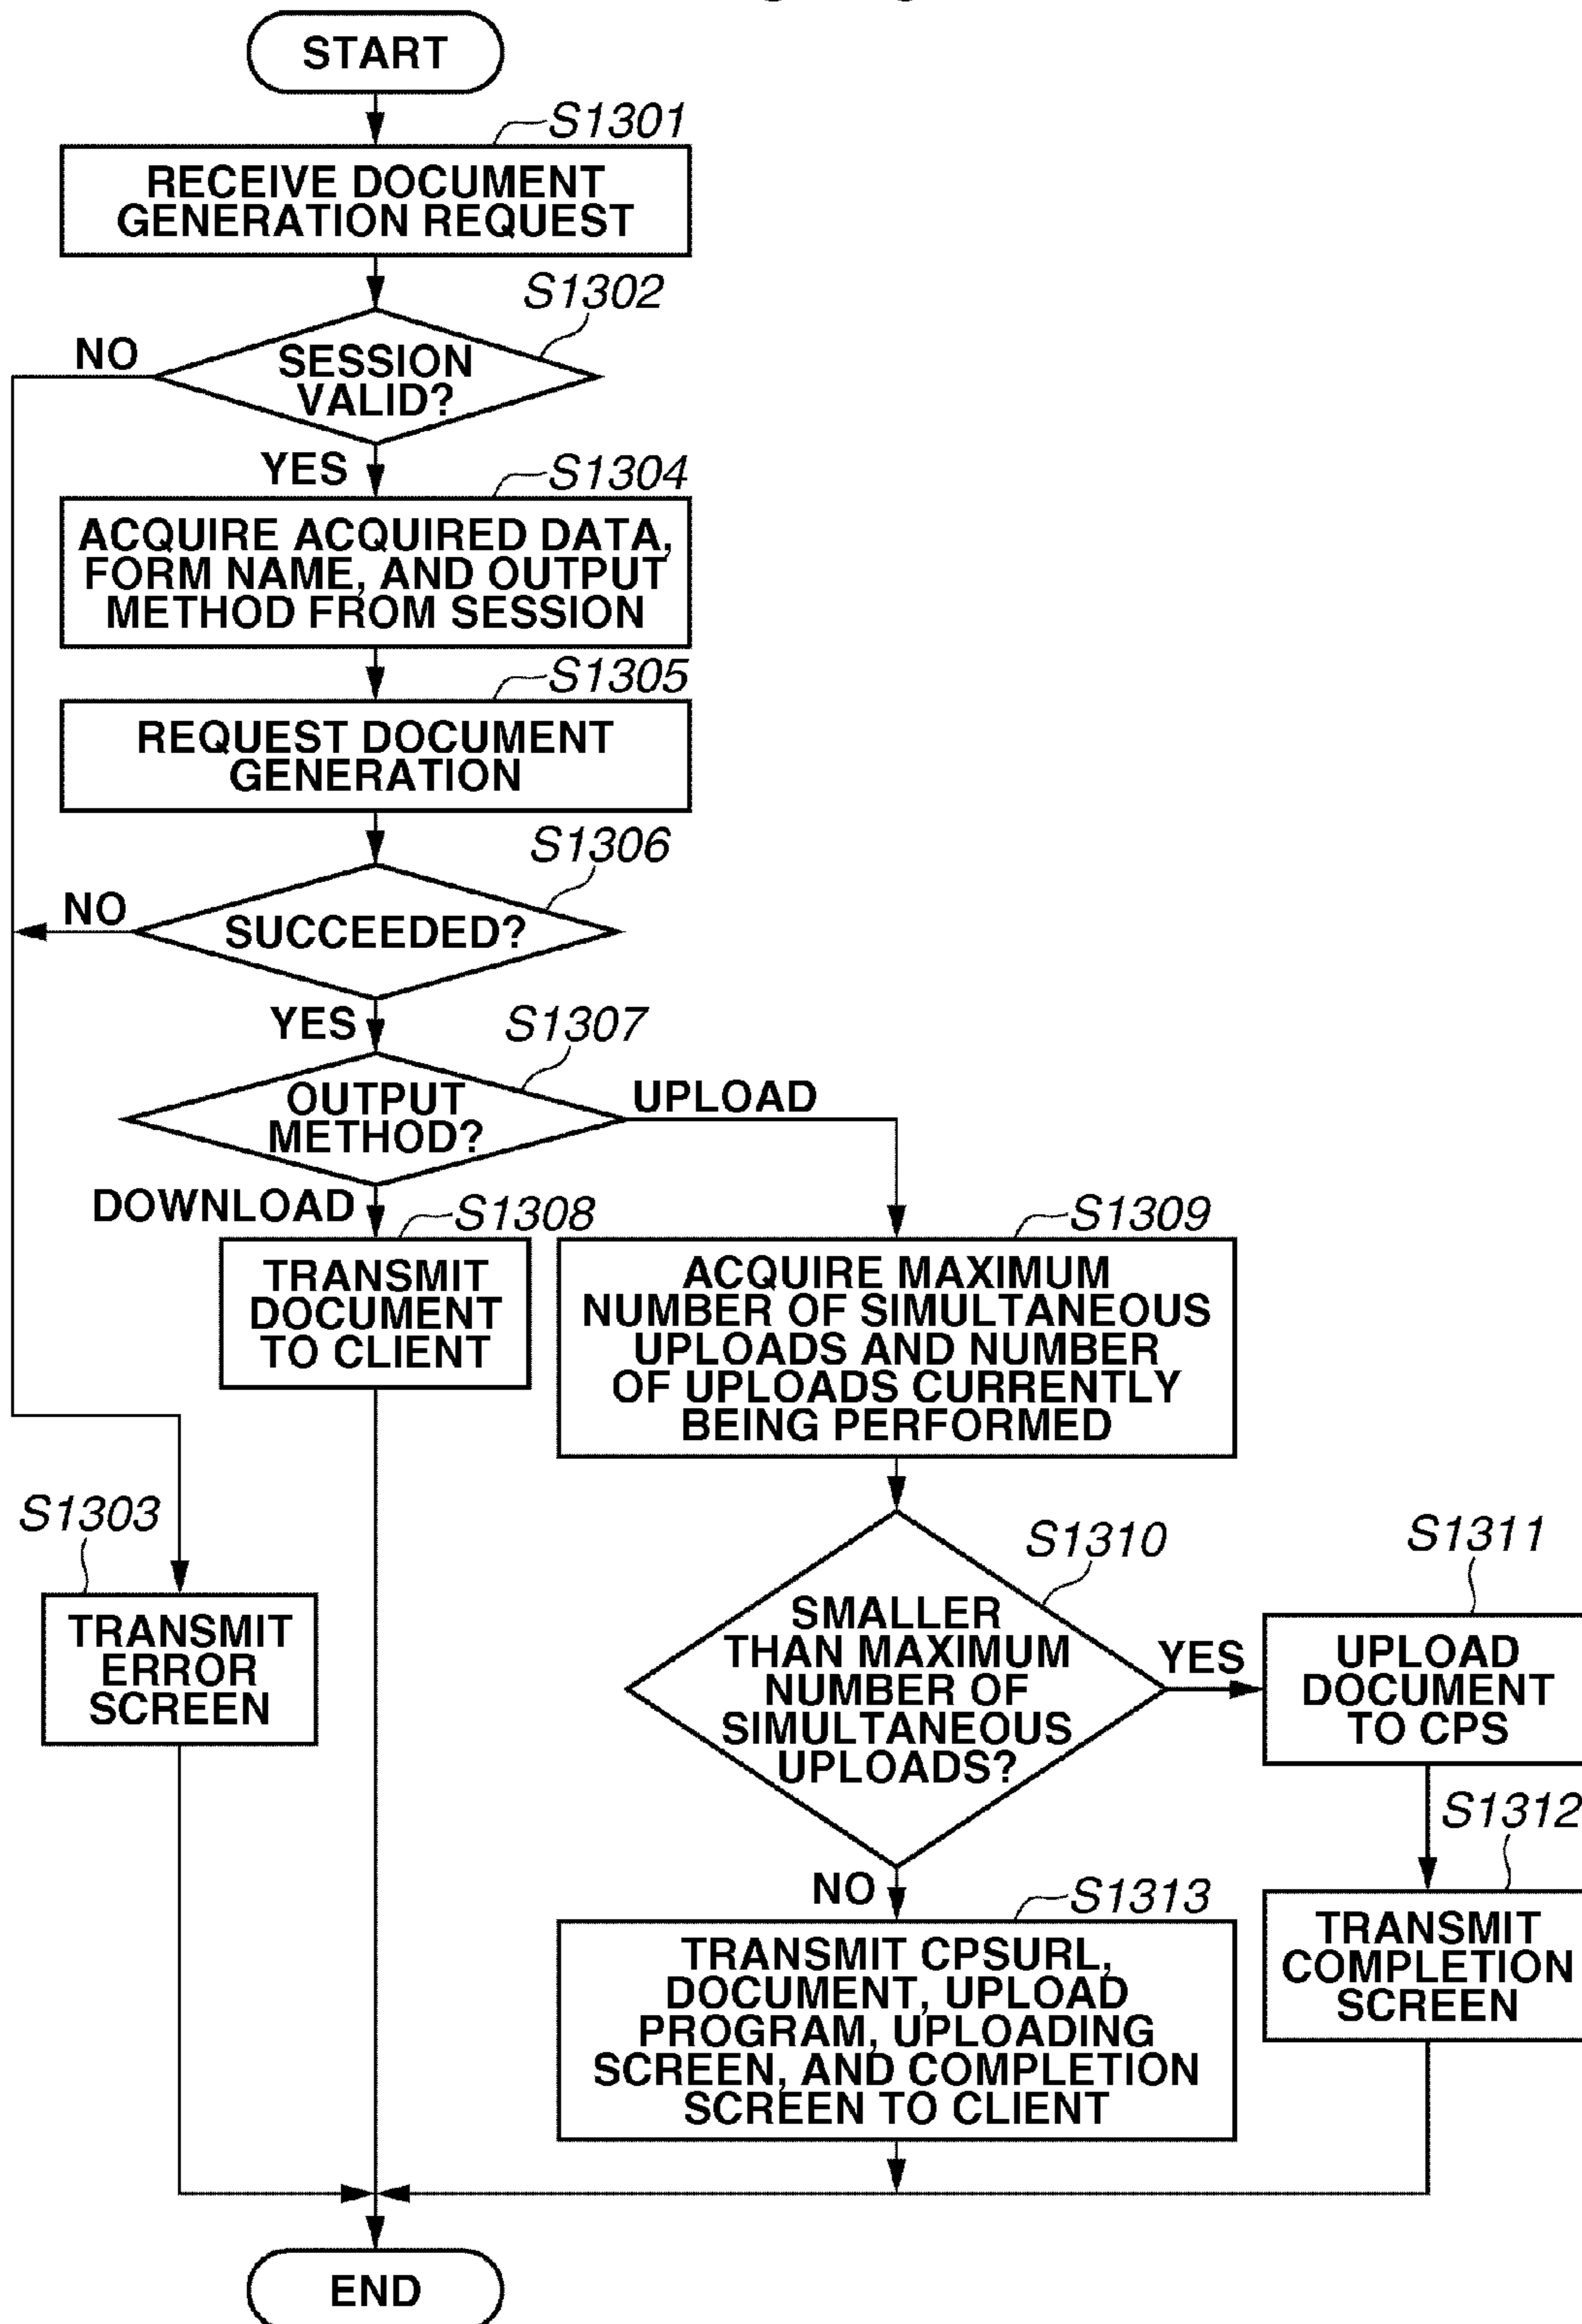 START
S1301
RECEIVE DOCUMENT
GENERATION REQUEST
S1302
NO
SESSION
VALID?
YES
S1304
ACQUIRE ACQUIRED DATA,
FORM NAME, AND OUTPUT
METHOD FROM SESSION
S1305
REQUEST DOCUMENT
GENERATION
S1306
NO
SUCCEEDED?
YES
S1307
OUTPUT
METHOD?
UPLOAD
DOWNLOAD
S1308
TRANSMIT
DOCUMENT
TO CLIENT
S1309
ACQUIRE MAXIMUM
NUMBER OF SIMULTANEOUS
UPLOADS AND NUMBER
OF UPLOADS CURRENTLY
BEING PERFORMED
S1303
TRANSMIT
ERROR
SCREEN
S1310
SMALLER
THAN MAXIMUM
NUMBER OF
SIMULTANEOUS
UPLOADS?
YES
S1311
UPLOAD
DOCUMENT
TO CPS
S1312
TRANSMIT
COMPLETION
SCREEN
NO
S1313
TRANSMIT CPSURL,
DOCUMENT, UPLOAD
PROGRAM, UPLOADING
SCREEN, AND COMPLETION
SCREEN TO CLIENT
END